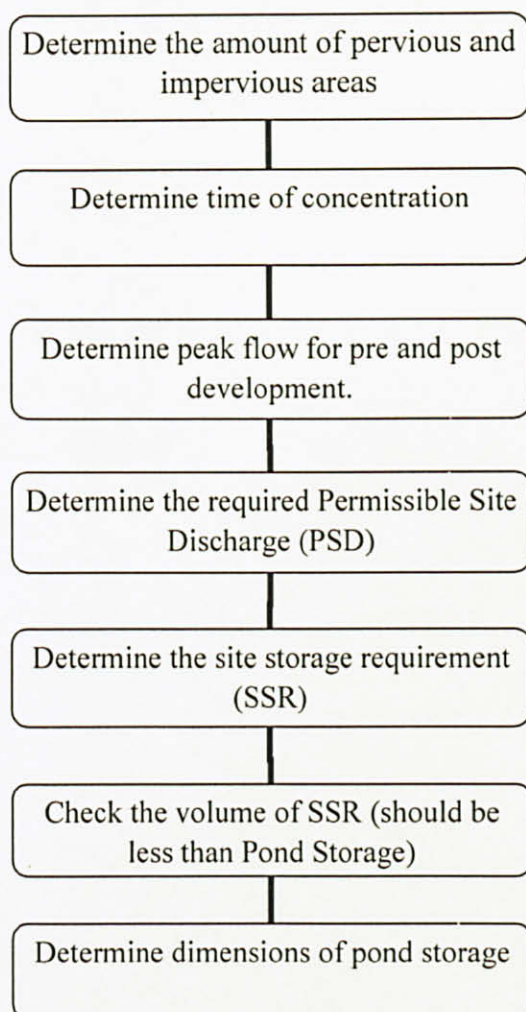 Determine the amount of pervious and
impervious areas
Determine time of concentration
Determine peak flow for pre and post
development.
Determine the required Permissible Site
Discharge (PSD)
Determine the site storage requirement
(SSR)
Check the volume of SSR (should be
less than Pond Storage)
Determine dimensions of pond storage